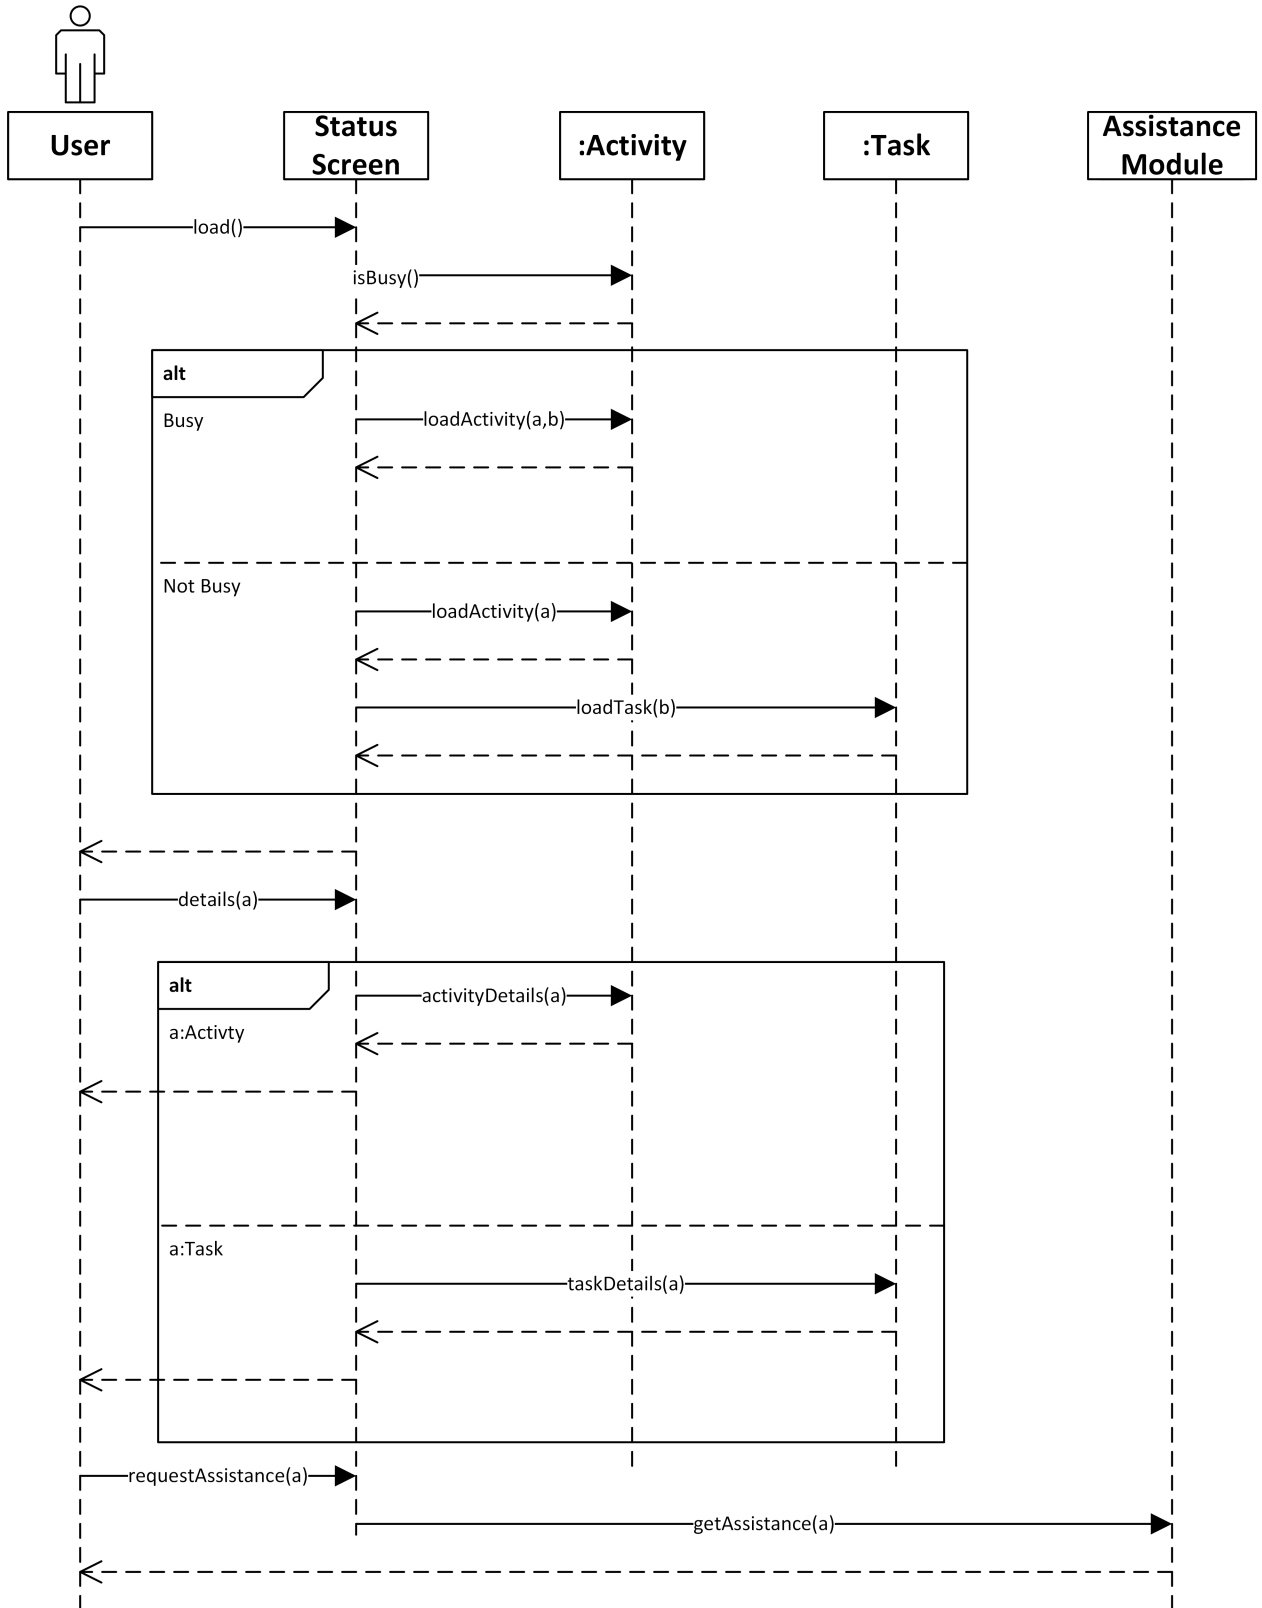 User
Status
Screen
:Activity
:Task
Assistance
Module
load()
isBusy()
alt
Busy
loadActivity(a,b)
Not Busy
loadActivity(a)
loadTask(b)
details(a)
alt
activityDetails(a)
a:Activty
a:Task
taskDetails(a)
requestAssistance(a)
getAssistance(a)